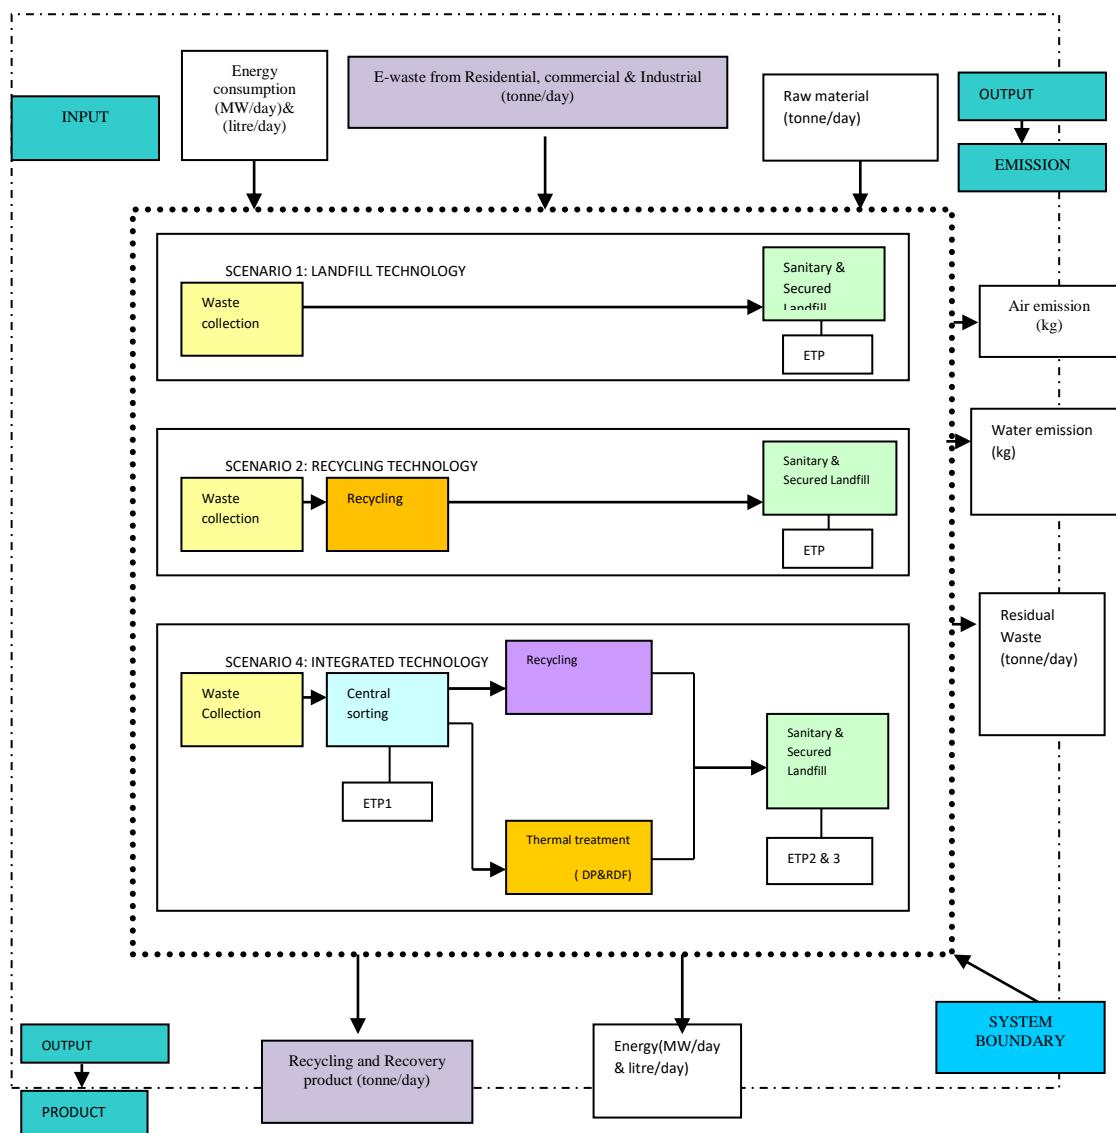 INPUT
Energy
consumption
(MW/day)&
(litre/day)
E-waste from Residential, commercial & Industrial
(tonne/day)
Raw material
(tonne/day)
OUTPUT
EMISSION
SCENARIO 1: LANDFILL TECHNOLOGY
Waste
collection
Sanitary &
Secured
Landfill
ETP
Air emission
(kg)
SCENARIO 2: RECYCLING TECHNOLOGY
Waste
collection
Recycling
Sanitary &
Secured Landfill
ETP
Water emission
(kg)
SCENARIO 4: INTEGRATED TECHNOLOGY
Waste
Collection
Central
sorting
ETP1
Recycling
Thermal treatment
( DP&RDF)
Sanitary &
Secured
Landfill
ETP2 & 3
Residual
Waste
(tonne/day)
OUTPUT
PRODUCT
Recycling and Recovery
product (tonne/day)
Energy(MW/day
& litre/day)
SYSTEM
BOUNDARY